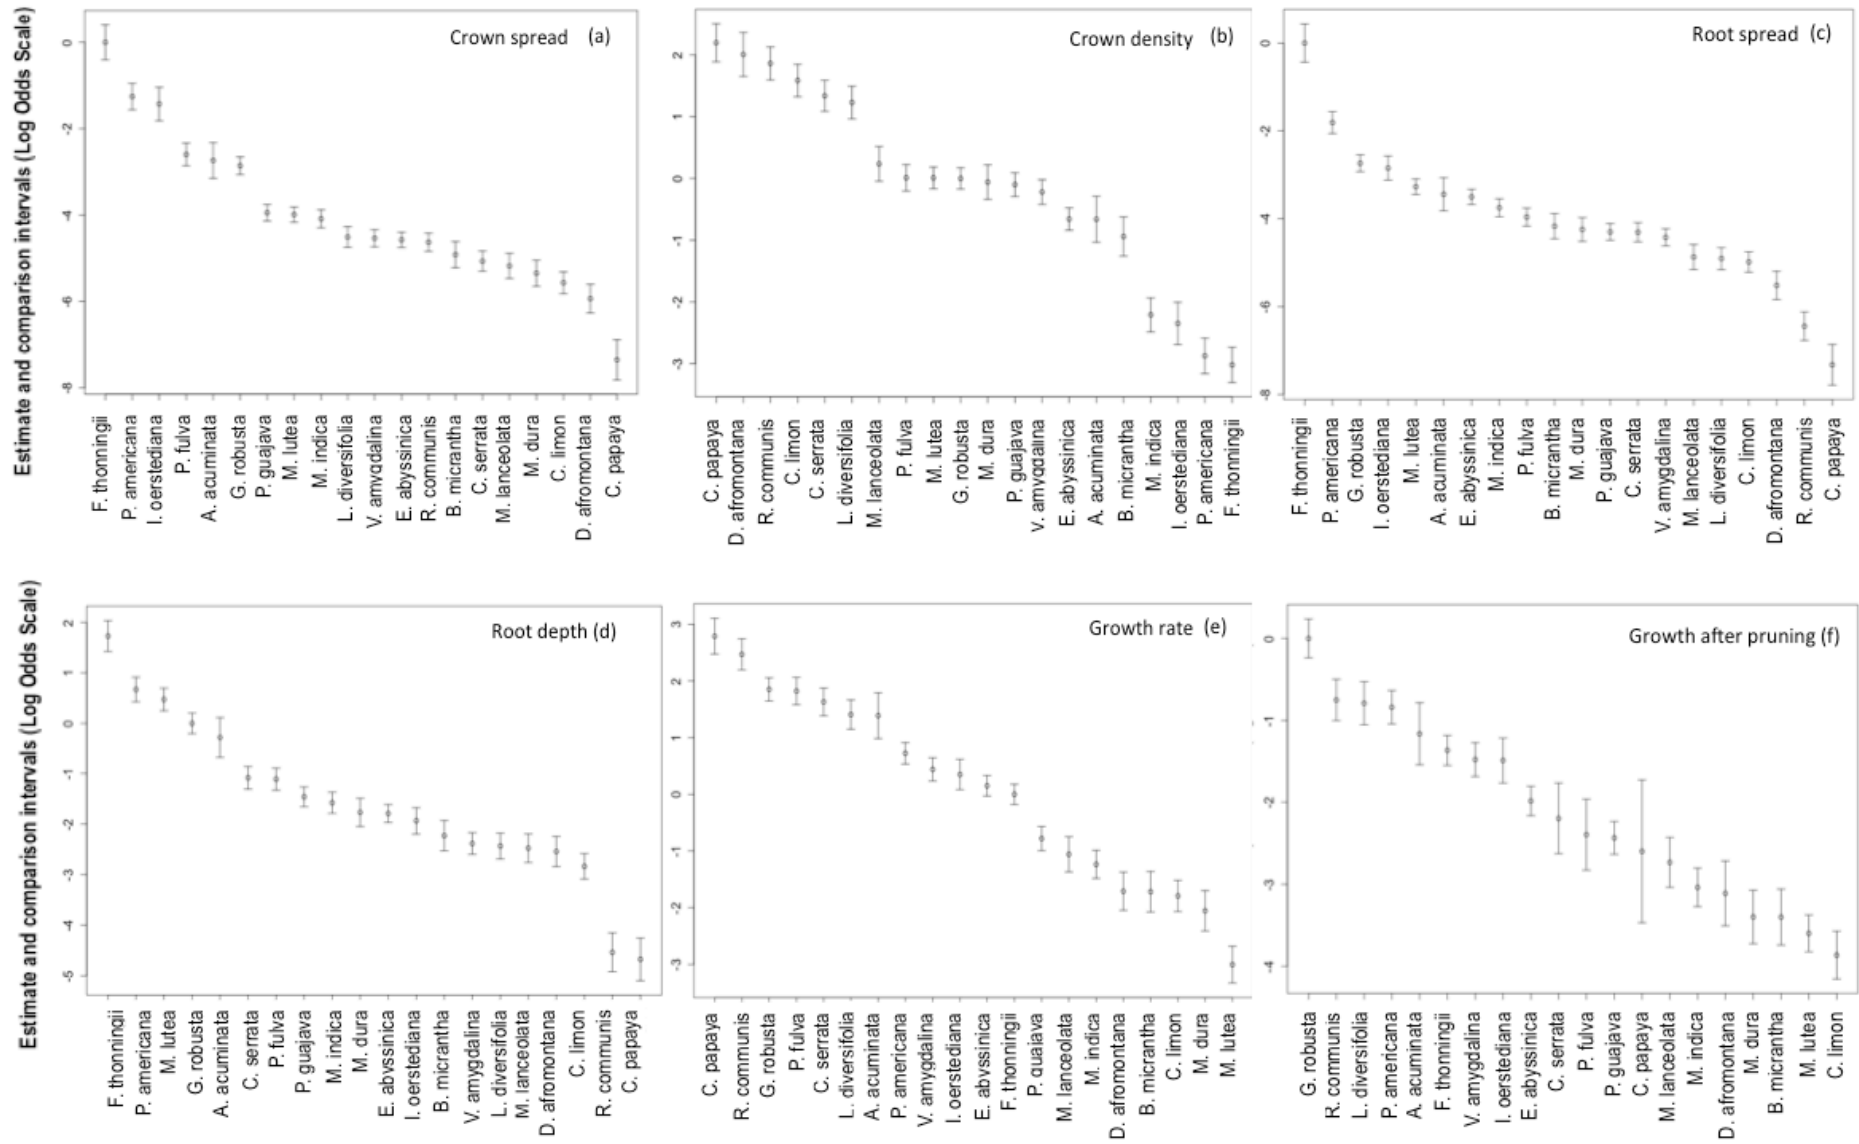 Estimate and comparison intervals (Log Odds Scale)
Crown spread (a)
0
-2
-4
-6
-8
F. thonningii
P. americana
I. oerstediana
P. fulva
A. acuminata
G. robusta
P. guajava
M. lutea
M. indica
L. diversifolia
V. amygdalina
E. abyssinica
R. communis
B. micrantha
C. serrata
M. lanceolata
M. dura
C. limon
D. afromontana
C. papaya
Crown density (b)
2
1
0
-1
-2
-3
C. papaya
D. afromontana
R. communis
C. limon
C. serrata
L. diversifolia
M. lanceolata
P. fulva
M. lutea
G. robusta
M. dura
P. guajava
V. amygdalina
E. abyssinica
A. acuminata
B. micrantha
M. indica
I. oerstediana
P. americana
F. thonningii
Root spread (c)
0
-2
-4
-6
-8
F. thonningii
P. americana
G. robusta
I. oerstediana
M. lutea
A. acuminata
E. abyssinica
M. indica
P. fulva
B. micrantha
M. dura
P. guajava
C. serrata
V. amygdalina
M. lanceolata
L. diversifolia
C. limon
D. afromontana
R. communis
C. papaya
Estimate and comparison intervals (Log Odds Scale)
Root depth (d)
2
1
0
-1
-2
-3
-4
-5
F. thonningii
P. americana
M. lutea
G. robusta
A. acuminata
C. serrata
P. fulva
P. guajava
M. indica
M. dura
E. abyssinica
I. oerstediana
B. micrantha
V. amygdalina
L. diversifolia
M. lanceolata
D. afromontana
C. limon
R. communis
C. papaya
Growth rate (e)
3
2
1
0
-1
-2
-3
C. papaya
R. communis
G. robusta
P. fulva
C. serrata
L. diversifolia
A. acuminata
P. americana
V. amygdalina
I. oerstediana
E. abyssinica
F. thonningii
P. guajava
M. lanceolata
M. indica
D. afromontana
B. micrantha
C. limon
M. dura
M. lutea
Growth after pruning (f)
0
-1
-2
-3
-4
G. robusta
R. communis
L. diversifolia
P. americana
A. acuminata
F. thonningii
V. amygdalina
I. oerstediana
E. abyssinica
C. serrata
P. fulva
P. guajava
C. papaya
M. lanceolata
M. indica
D. afromontana
M. dura
B. micrantha
M. lutea
C. limon